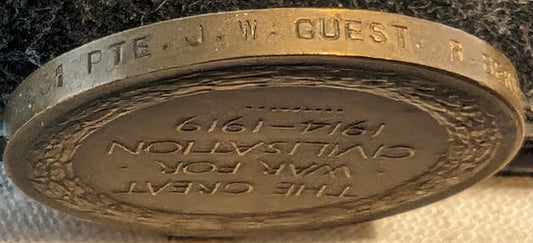 PTE. J. W. GUEST. R.
THE GREAT
WAR FOR
CIVILISATION
1914-1919